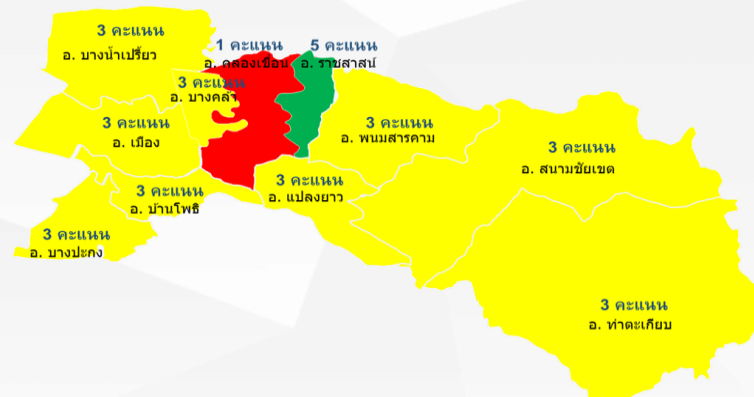 3 คะแนน
อ. บางน้ำเปรี้ยว
1 คะแนน
อ. คลองเขื่อน
5 คะแนน
อ. ราชสาสน์
3 คะแนน
อ. บางคล้า
3 คะแนน
อ. เมือง
3 คะแนน
อ. พนมสารคาม
3 คะแนน
อ. สนามชัยเขต
3 คะแนน
อ. แปลงยาว
3 คะแนน
อ. บ้านโพธิ
3 คะแนน
อ. บางปะกง
3 คะแนน
อ. ท่าตะเกียบ